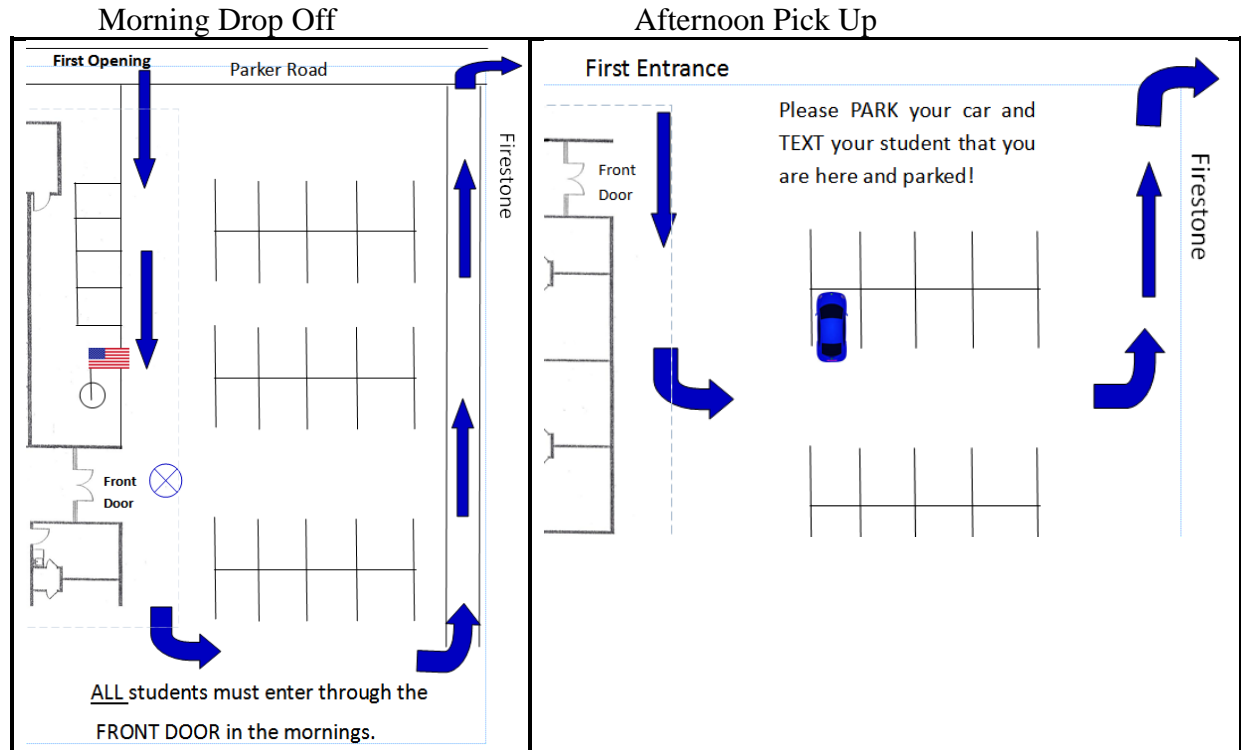 Morning Drop Off
Afternoon Pick Up
First Opening
Parker Road
Firestone
Front
Door
ALL students must enter through the
FRONT DOOR in the mornings.
First Entrance
Please PARK your car and
TEXT your student that you
are here and parked!
Front
Door
Firestone